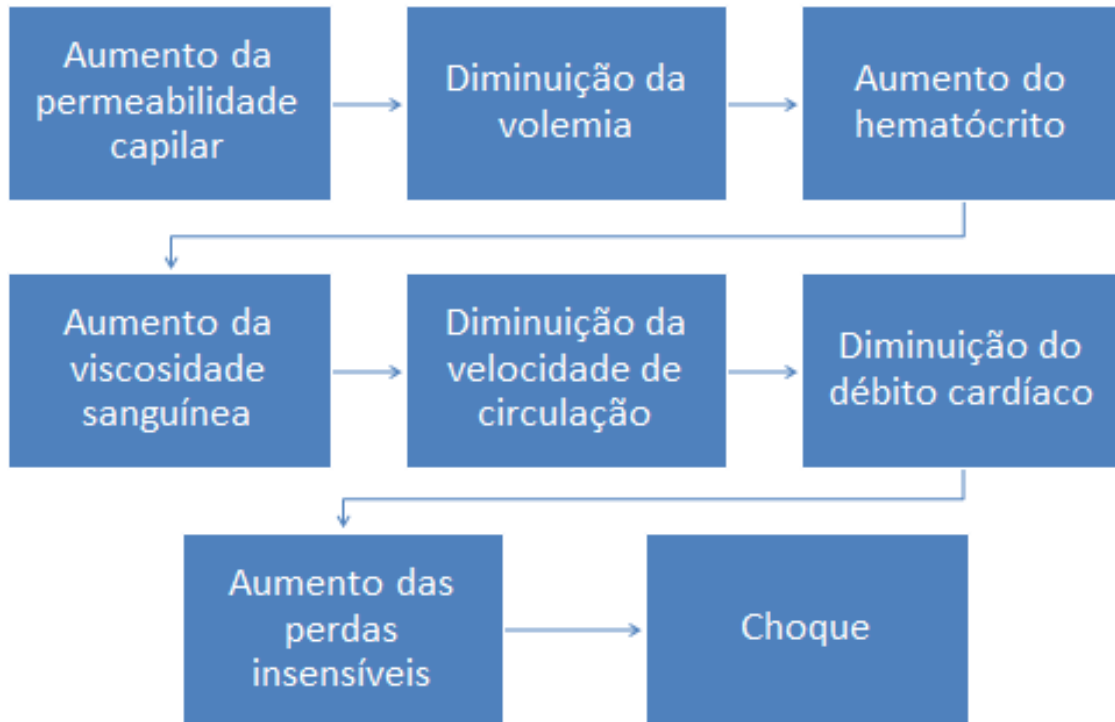 Aumento da
permeabilidade
capilar
Diminuição da
volemia
Aumento do
hematócrito
Aumento da
viscosidade
sanguínea
Diminuição da
velocidade de
circulação
Diminuição do
débito cardíaco
Aumento das
perdas
insensíveis
Choque